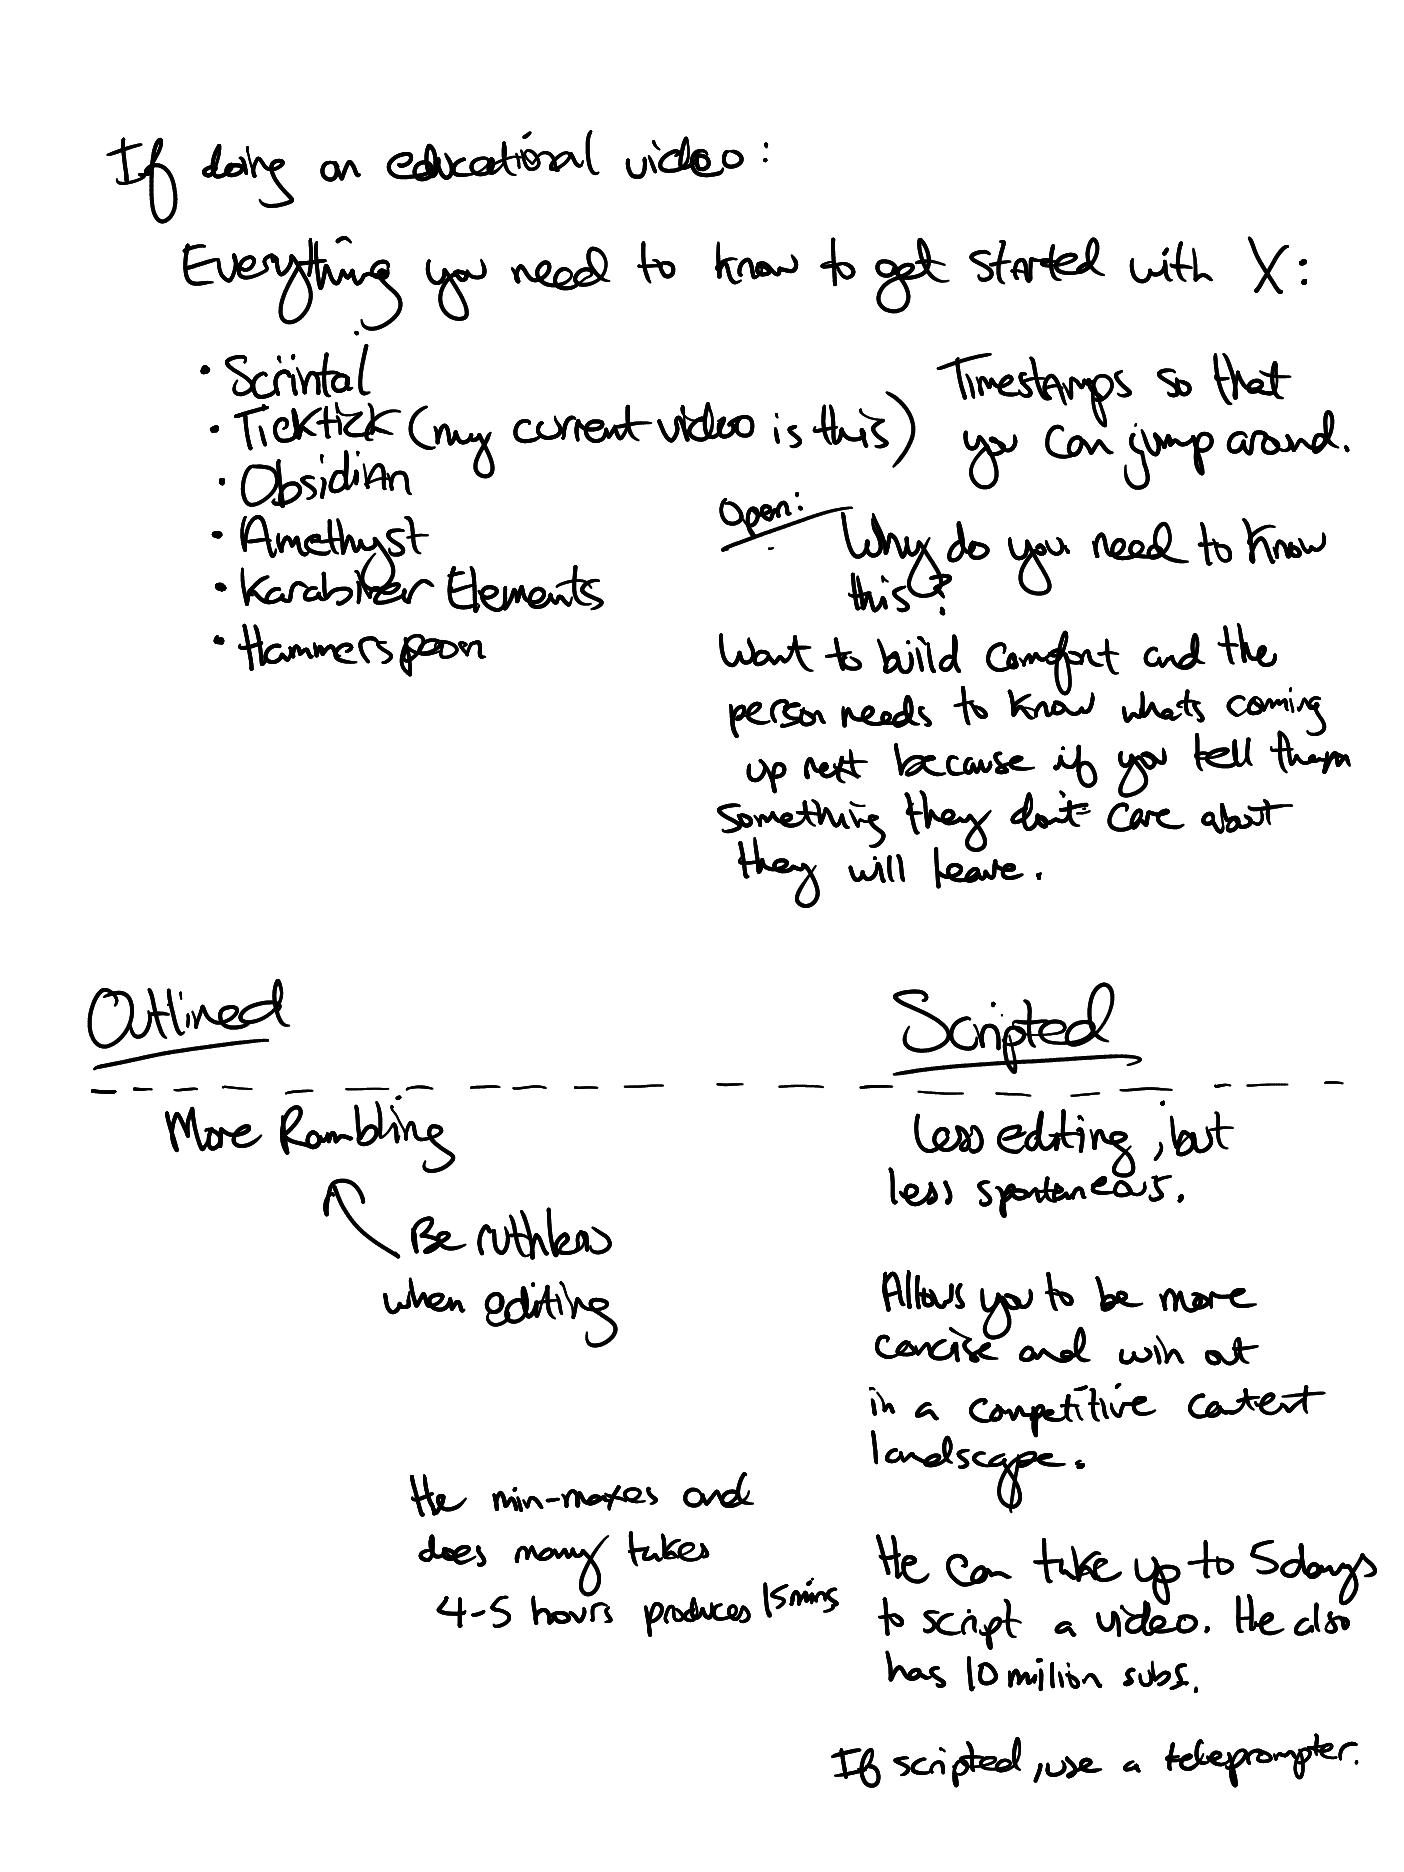 If doing an educational video:
Everything you need to know to get started with X:
• Scrintal
• Ticktick (my current video is this)
• Obsidian
• Amethyst
• Karabiner Elements
• Hammerspoon
Timestamps so that
you can jump around.
Open:
Why do you need to know
this?
Want to build comfort and the
person needs to know whats coming
up next because if you tell them
something they don't care about
they will leave.
Outlined
More Rambling
Be ruthless
when editing
He min-maxes and
does many takes
4-5 hours produces 15mins
Scripted
Less editing, but
less spontaneous.
Allows you to be more
concise and win out
in a competitive content
landscape.
He can take up to 5 days
to script a video. He also
has 10 million subs.
If scripted, use a teleprompter.